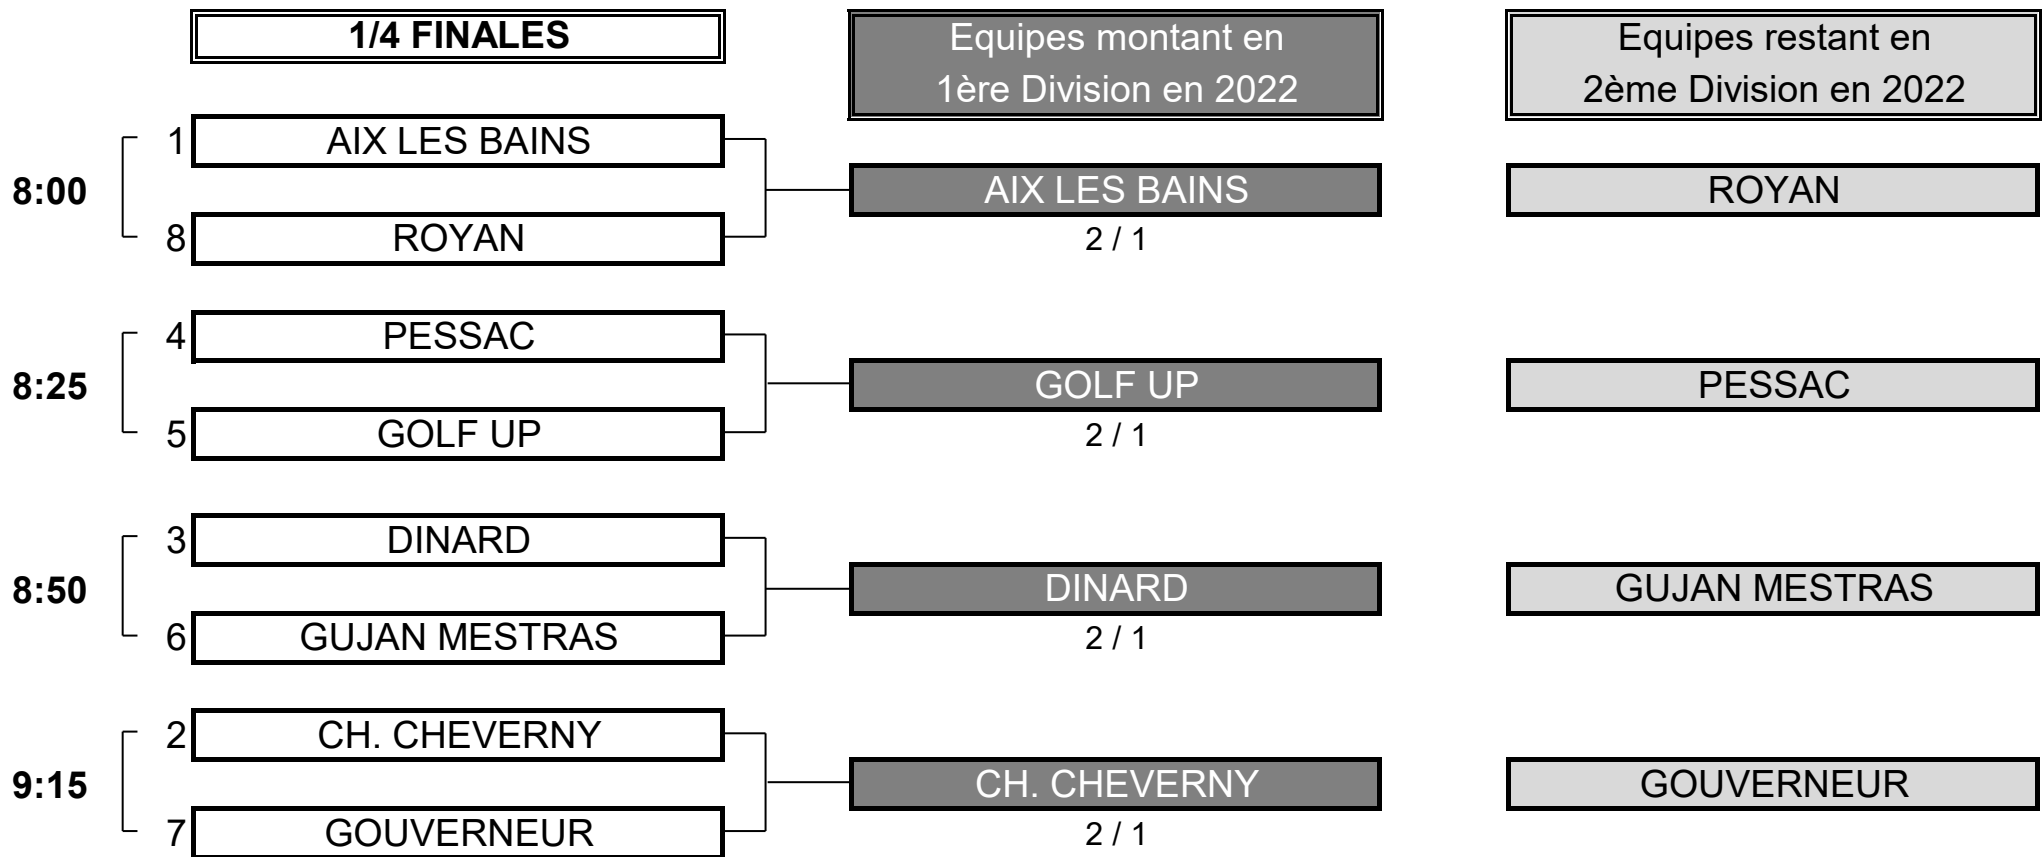 1/4 FINALES
Equipes montant en
1ère Division en 2022
Equipes restant en
2ème Division en 2022
1 AIX LES BAINS
8:00
AIX LES BAINS
ROYAN
8 ROYAN
2 / 1
4 PESSAC
8:25
GOLF UP
PESSAC
5 GOLF UP
2 / 1
3 DINARD
8:50
DINARD
GUJAN MESTRAS
6 GUJAN MESTRAS
2 / 1
2 CH. CHEVERNY
9:15
CH. CHEVERNY
GOUVERNEUR
7 GOUVERNEUR
2 / 1